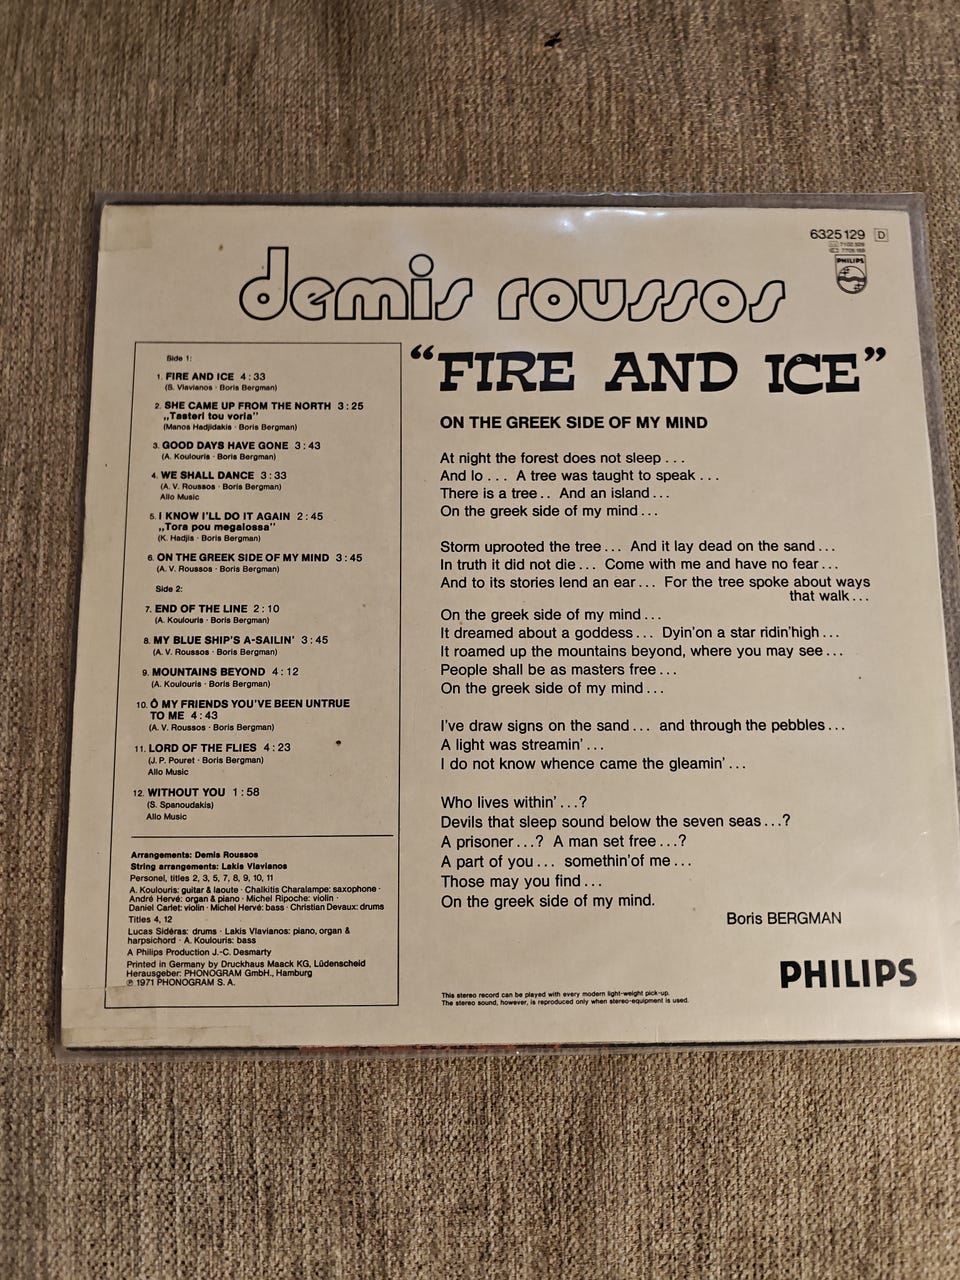 6325129 D
7102 528
7705 168
PHILIPS
demis roussos
“FIRE AND ICE”
Side 1:
1. FIRE AND ICE 4:33
(S. Vlavianos · Boris Bergman)
2. SHE CAME UP FROM THE NORTH 3:25
„Tasteri tou voria”
(Manos Hadjidakis · Boris Bergman)
3. GOOD DAYS HAVE GONE 3:43
(A. Koulouris · Boris Bergman)
4. WE SHALL DANCE 3:33
(A. V. Roussos · Boris Bergman)
Allo Music
5. I KNOW I'LL DO IT AGAIN 2:45
„Tora pou megalossa”
(K. Hadjis · Boris Bergman)
6. ON THE GREEK SIDE OF MY MIND 3:45
(A. V. Roussos · Boris Bergman)
Side 2:
7. END OF THE LINE 2:10
(A. Koulouris · Boris Bergman)
8. MY BLUE SHIP'S A-SAILIN' 3:45
(A. V. Roussos · Boris Bergman)
9. MOUNTAINS BEYOND 4:12
(A. Koulouris · Boris Bergman)
10. Ô MY FRIENDS YOU'VE BEEN UNTRUE
TO ME 4:43
(A. V. Roussos · Boris Bergman)
11. LORD OF THE FLIES 4:23
(J. P. Pouret · Boris Bergman)
Allo Music
12. WITHOUT YOU 1:58
(S. Spanoudakis)
Allo Music
Arrangements: Demis Roussos
String arrangements: Lakis Vlavianos
Personel, titles 2, 3, 5, 7, 8, 9, 10, 11
A. Koulouris: guitar & laoute · Chalkitis Charalampe: saxophone ·
André Hervé: organ & piano · Michel Ripoche: violin ·
Daniel Carlet: violin · Michel Hervé: bass · Christian Devaux: drums
Titles 4, 12
Lucas Sidéras: drums · Lakis Vlavianos: piano, organ &
harpsichord · A. Koulouris: bass
A Philips Production J.-C. Desmarty
Printed in Germany by Druckhaus Maack KG, Lüdenscheid
Herausgeber: PHONOGRAM GmbH., Hamburg
℗ 1971 PHONOGRAM S. A.
ON THE GREEK SIDE OF MY MIND
At night the forest does not sleep ...
And lo ... A tree was taught to speak ...
There is a tree .. And an island ...
On the greek side of my mind ...
Storm uprooted the tree ... And it lay dead on the sand ...
In truth it did not die ... Come with me and have no fear ...
And to its stories lend an ear ... For the tree spoke about ways
that walk ...
On the greek side of my mind ...
It dreamed about a goddess ... Dyin'on a star ridin'high ...
It roamed up the mountains beyond, where you may see ...
People shall be as masters free ...
On the greek side of my mind ...
I've draw signs on the sand ... and through the pebbles ...
A light was streamin' ...
I do not know whence came the gleamin' ...
Who lives within' ...?
Devils that sleep sound below the seven seas ...?
A prisoner ...? A man set free ...?
A part of you ... somethin'of me ...
Those may you find ...
On the greek side of my mind.
Boris BERGMAN
PHILIPS
This stereo record can be played with every modern light-weight pick-up.
The stereo sound, however, is reproduced only when stereo-equipment is used.